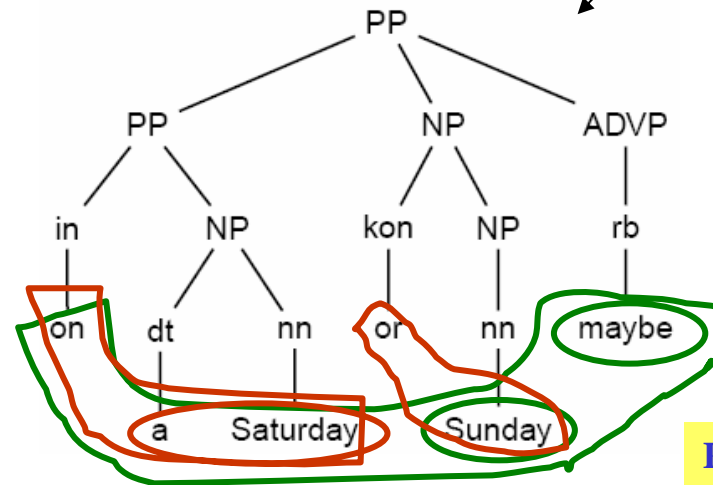 PP
PP NP ADVP
in NP kon NP rb
on dt nn or nn maybe
a Saturday Sunday